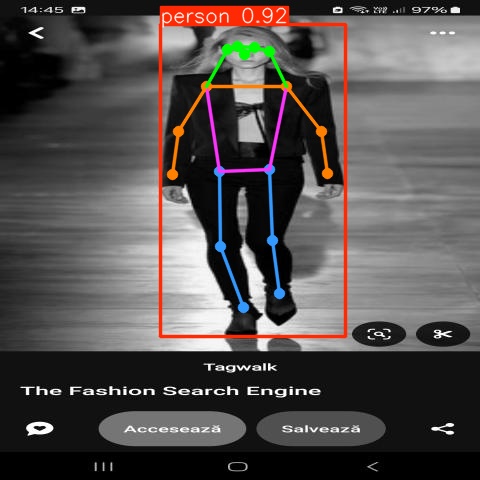 14:45
97%
person 0.92
Tagwalk
The Fashion Search Engine
Accesează
Salvează